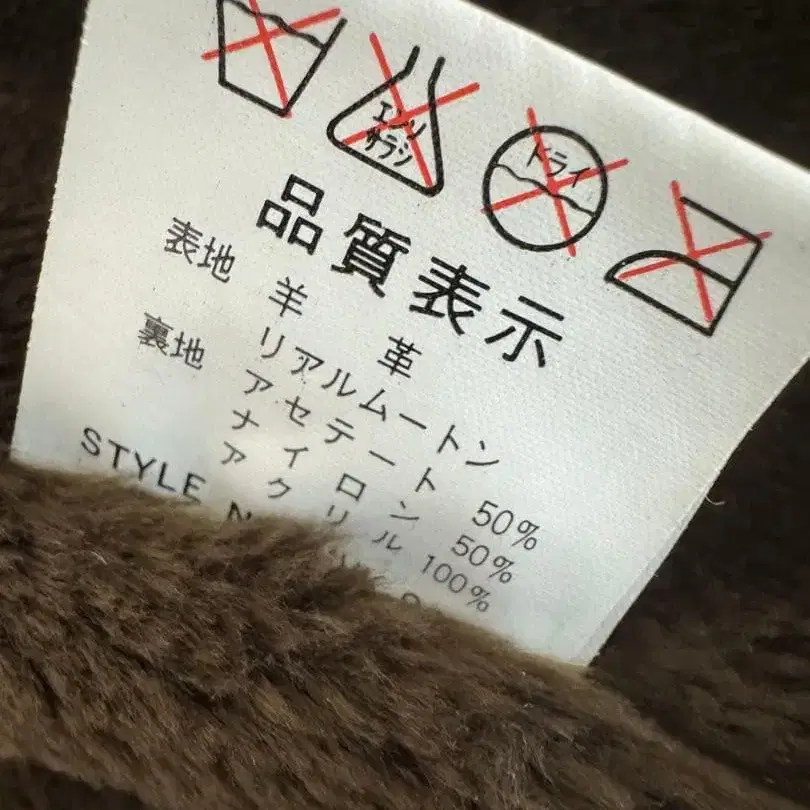 エンソ
サラシ
ドライ
品質表示
表地 羊革
リアルムートン
裏地 アセテート 50%
ナイロン 50%
アクリル 100%
STYLE